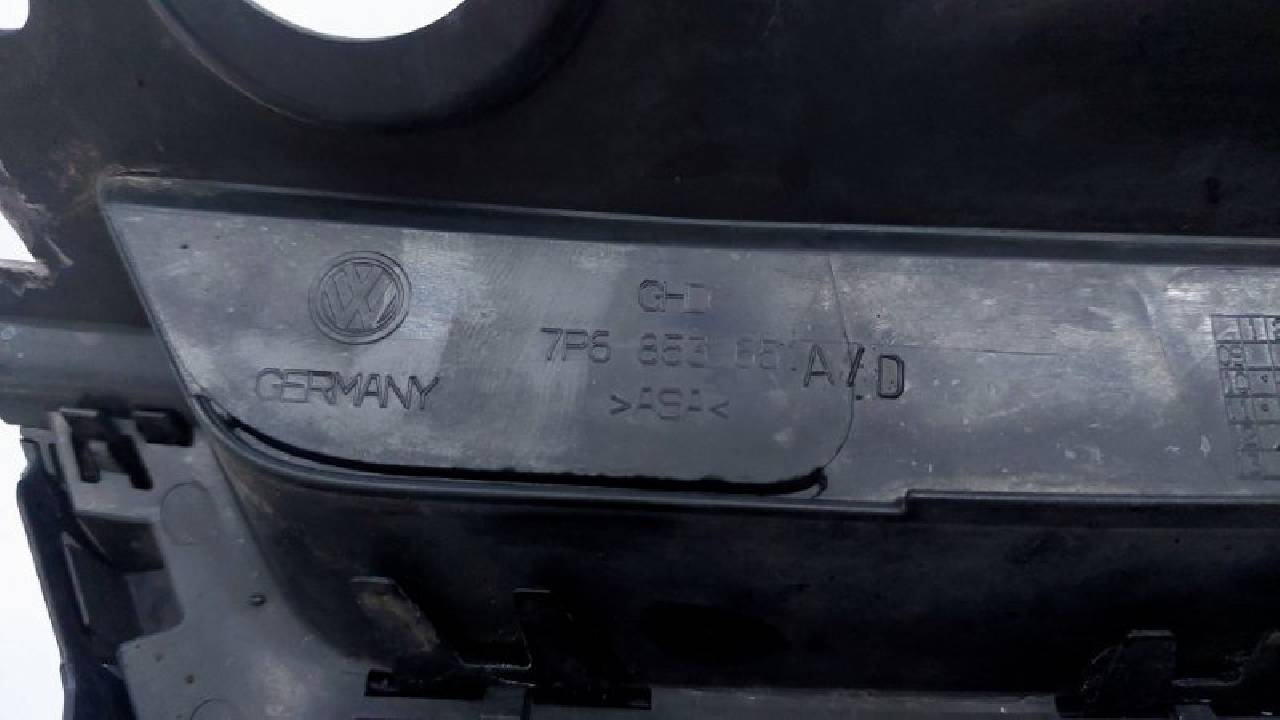 GHD
7P6 853 651 A/D
GERMANY
>ASA<